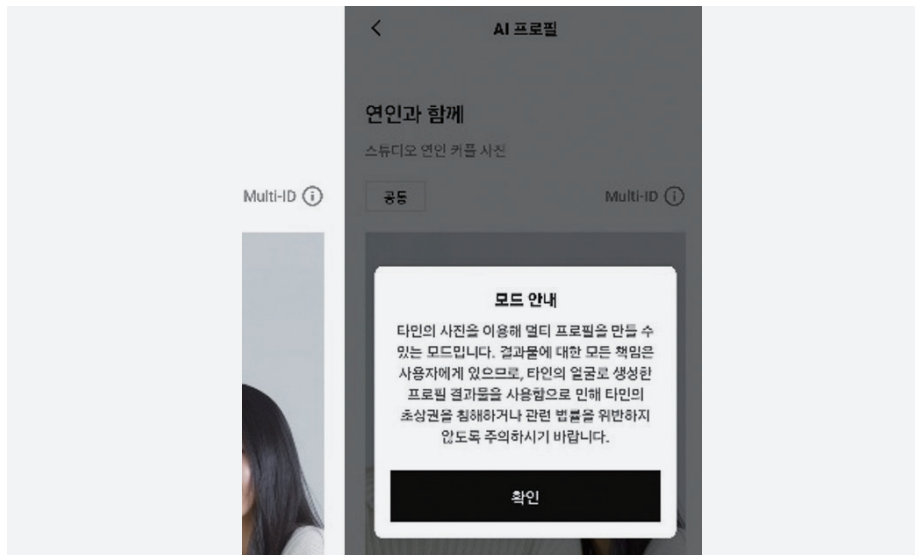 AI 프로필
연인과 함께
스튜디오 연인 커플 사진
Multi-ID
공통
Multi-ID
모드 안내
타인의 사진을 이용해 멀티 프로필을 만들 수
있는 모드입니다. 결과물에 대한 모든 책임은
사용자에게 있으므로, 타인의 얼굴로 생성한
프로필 결과물을 사용함으로 인해 타인의
초상권을 침해하거나 관련 법률을 위반하지
않도록 주의하시기 바랍니다.
확인